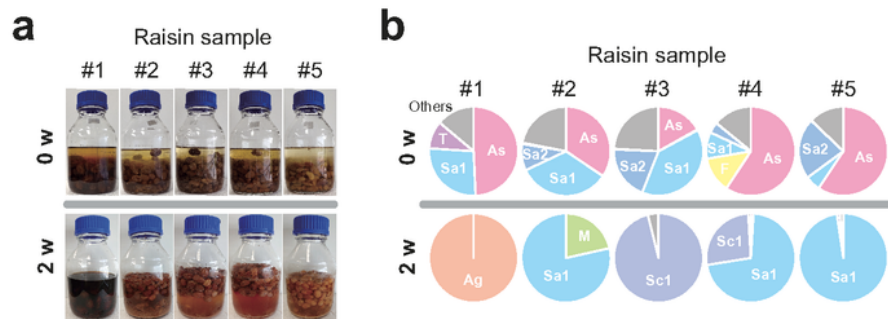 a
Raisin sample
#1 #2 #3 #4 #5
0 w
2 w
b
Raisin sample
#1 #2 #3 #4 #5
Others
0 w
T As Sa1
Sa2 As Sa1
As Sa2 Sa1
Sa1 F As
Sa2 As
2 w
Ag
M Sa1
Sc1
Sc1 Sa1
Sa1